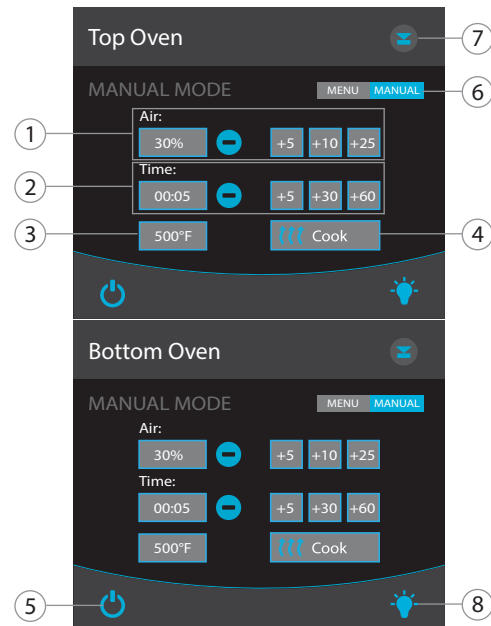 Top Oven
7
MANUAL MODE
MENU MANUAL
6
Air:
1
30% +5 +10 +25
Time:
2
00:05 +5 +30 +60
3
500°F Cook
4
Bottom Oven
MANUAL MODE
MENU MANUAL
Air:
30% +5 +10 +25
Time:
00:05 +5 +30 +60
500°F Cook
5
8